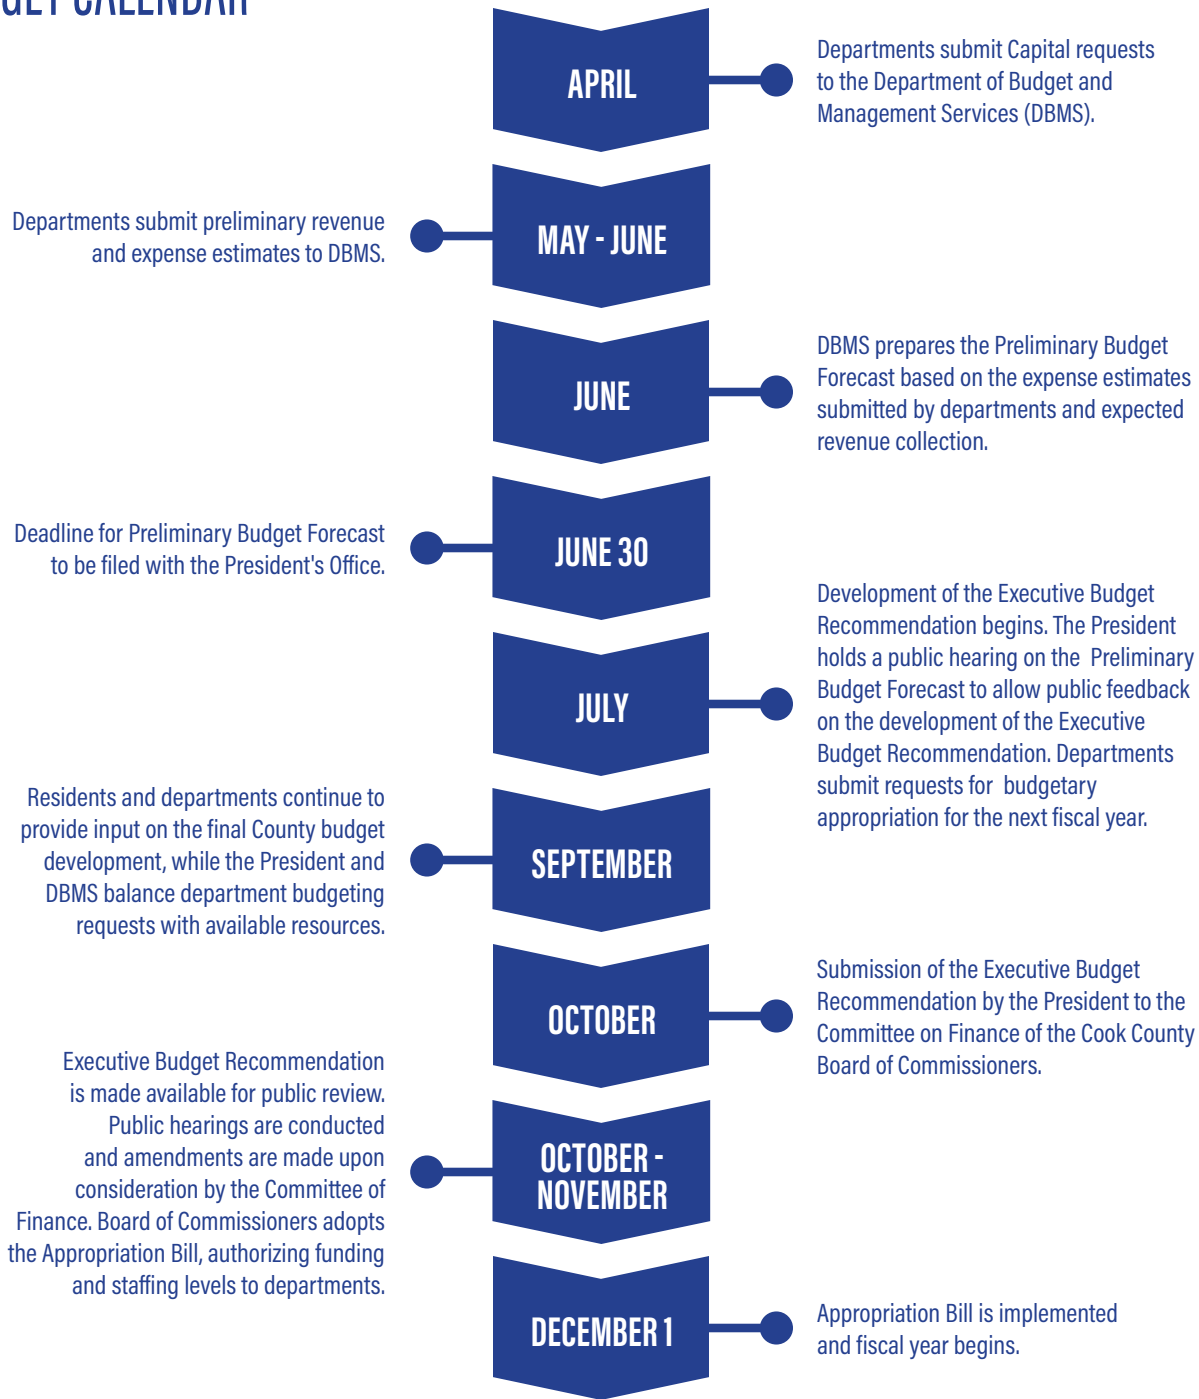 CALENDAR
APRIL
Departments submit Capital requests
to the Department of Budget and
Management Services (DBMS).
MAY - JUNE
Departments submit preliminary revenue
and expense estimates to DBMS.
JUNE
DBMS prepares the Preliminary Budget
Forecast based on the expense estimates
submitted by departments and expected
revenue collection.
JUNE 30
Deadline for Preliminary Budget Forecast
to be filed with the President's Office.
JULY
Development of the Executive Budget
Recommendation begins. The President
holds a public hearing on the Preliminary
Budget Forecast to allow public feedback
on the development of the Executive
Budget Recommendation. Departments
submit requests for budgetary
appropriation for the next fiscal year.
SEPTEMBER
Residents and departments continue to
provide input on the final County budget
development, while the President and
DBMS balance department budgeting
requests with available resources.
OCTOBER
Submission of the Executive Budget
Recommendation by the President to the
Committee on Finance of the Cook County
Board of Commissioners.
OCTOBER -
NOVEMBER
Executive Budget Recommendation
is made available for public review.
Public hearings are conducted
and amendments are made upon
consideration by the Committee of
Finance. Board of Commissioners adopts
the Appropriation Bill, authorizing funding
and staffing levels to departments.
DECEMBER 1
Appropriation Bill is implemented
and fiscal year begins.